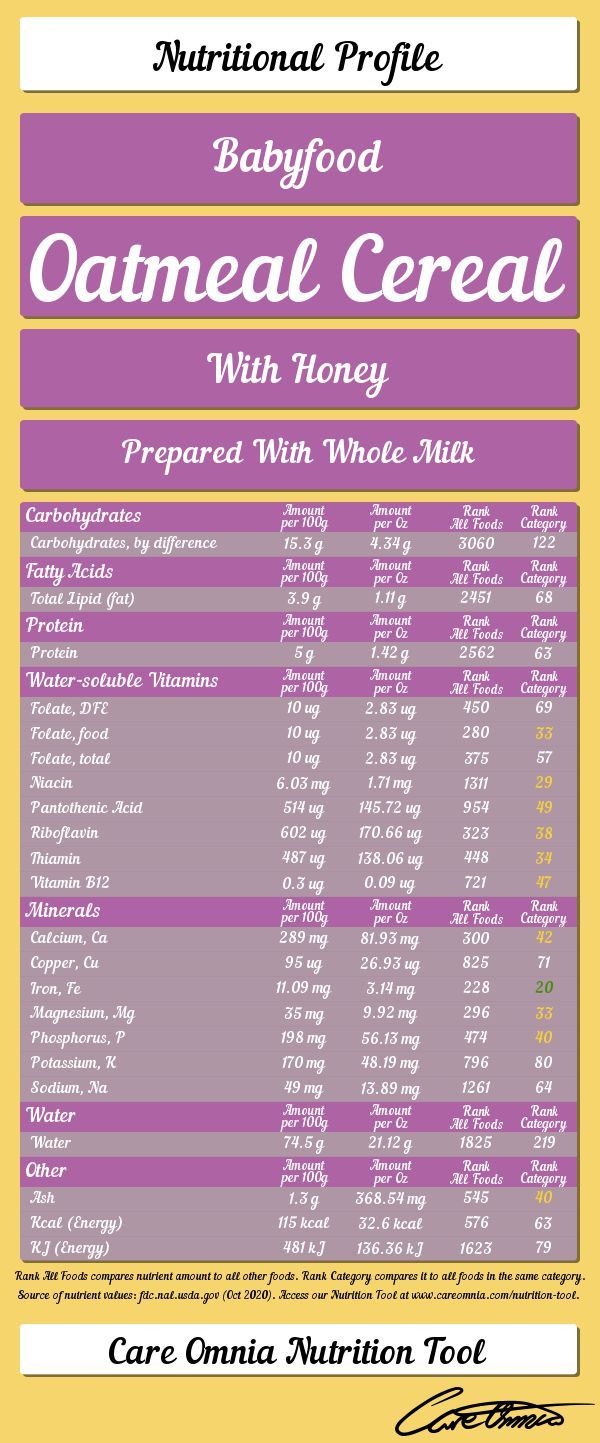 Nutritional Profile
Babyfood
Oatmeal Cereal
With Honey
Prepared With Whole Milk
Carbohydrates Amount per 100g Amount per Oz Rank All Foods Rank Category
Carbohydrates, by difference 15.3 g 4.34 g 3060 122
Fatty Acids Amount per 100g Amount per Oz Rank All Foods Rank Category
Total Lipid (fat) 3.9 g 1.11 g 2451 68
Protein Amount per 100g Amount per Oz Rank All Foods Rank Category
Protein 5 g 1.42 g 2562 63
Water-soluble Vitamins Amount per 100g Amount per Oz Rank All Foods Rank Category
Folate, DFE 10 ug 2.83 ug 450 69
Folate, food 10 ug 2.83 ug 280 33
Folate, total 10 ug 2.83 ug 375 57
Niacin 6.03 mg 1.71 mg 1311 29
Pantothenic Acid 514 ug 145.72 ug 954 49
Riboflavin 602 ug 170.66 ug 323 38
Thiamin 487 ug 138.06 ug 448 34
Vitamin B12 0.3 ug 0.09 ug 721 47
Minerals Amount per 100g Amount per Oz Rank All Foods Rank Category
Calcium, Ca 289 mg 81.93 mg 300 42
Copper, Cu 95 ug 26.93 ug 825 71
Iron, Fe 11.09 mg 3.14 mg 228 20
Magnesium, Mg 35 mg 9.92 mg 296 33
Phosphorus, P 198 mg 56.13 mg 474 40
Potassium, K 170 mg 48.19 mg 796 80
Sodium, Na 49 mg 13.89 mg 1261 64
Water Amount per 100g Amount per Oz Rank All Foods Rank Category
Water 74.5 g 21.12 g 1825 219
Other Amount per 100g Amount per Oz Rank All Foods Rank Category
Ash 1.3 g 368.54 mg 545 40
Kcal (Energy) 115 kcal 32.6 kcal 576 63
KJ (Energy) 481 kJ 136.36 kJ 1623 79
Rank All Foods compares nutrient amount to all other foods. Rank Category compares it to all foods in the same category.
Source of nutrient values: fdc.nal.usda.gov (Oct 2020). Access our Nutrition Tool at www.careomnia.com/nutrition-tool.
Care Omnia Nutrition Tool
Care Omnia